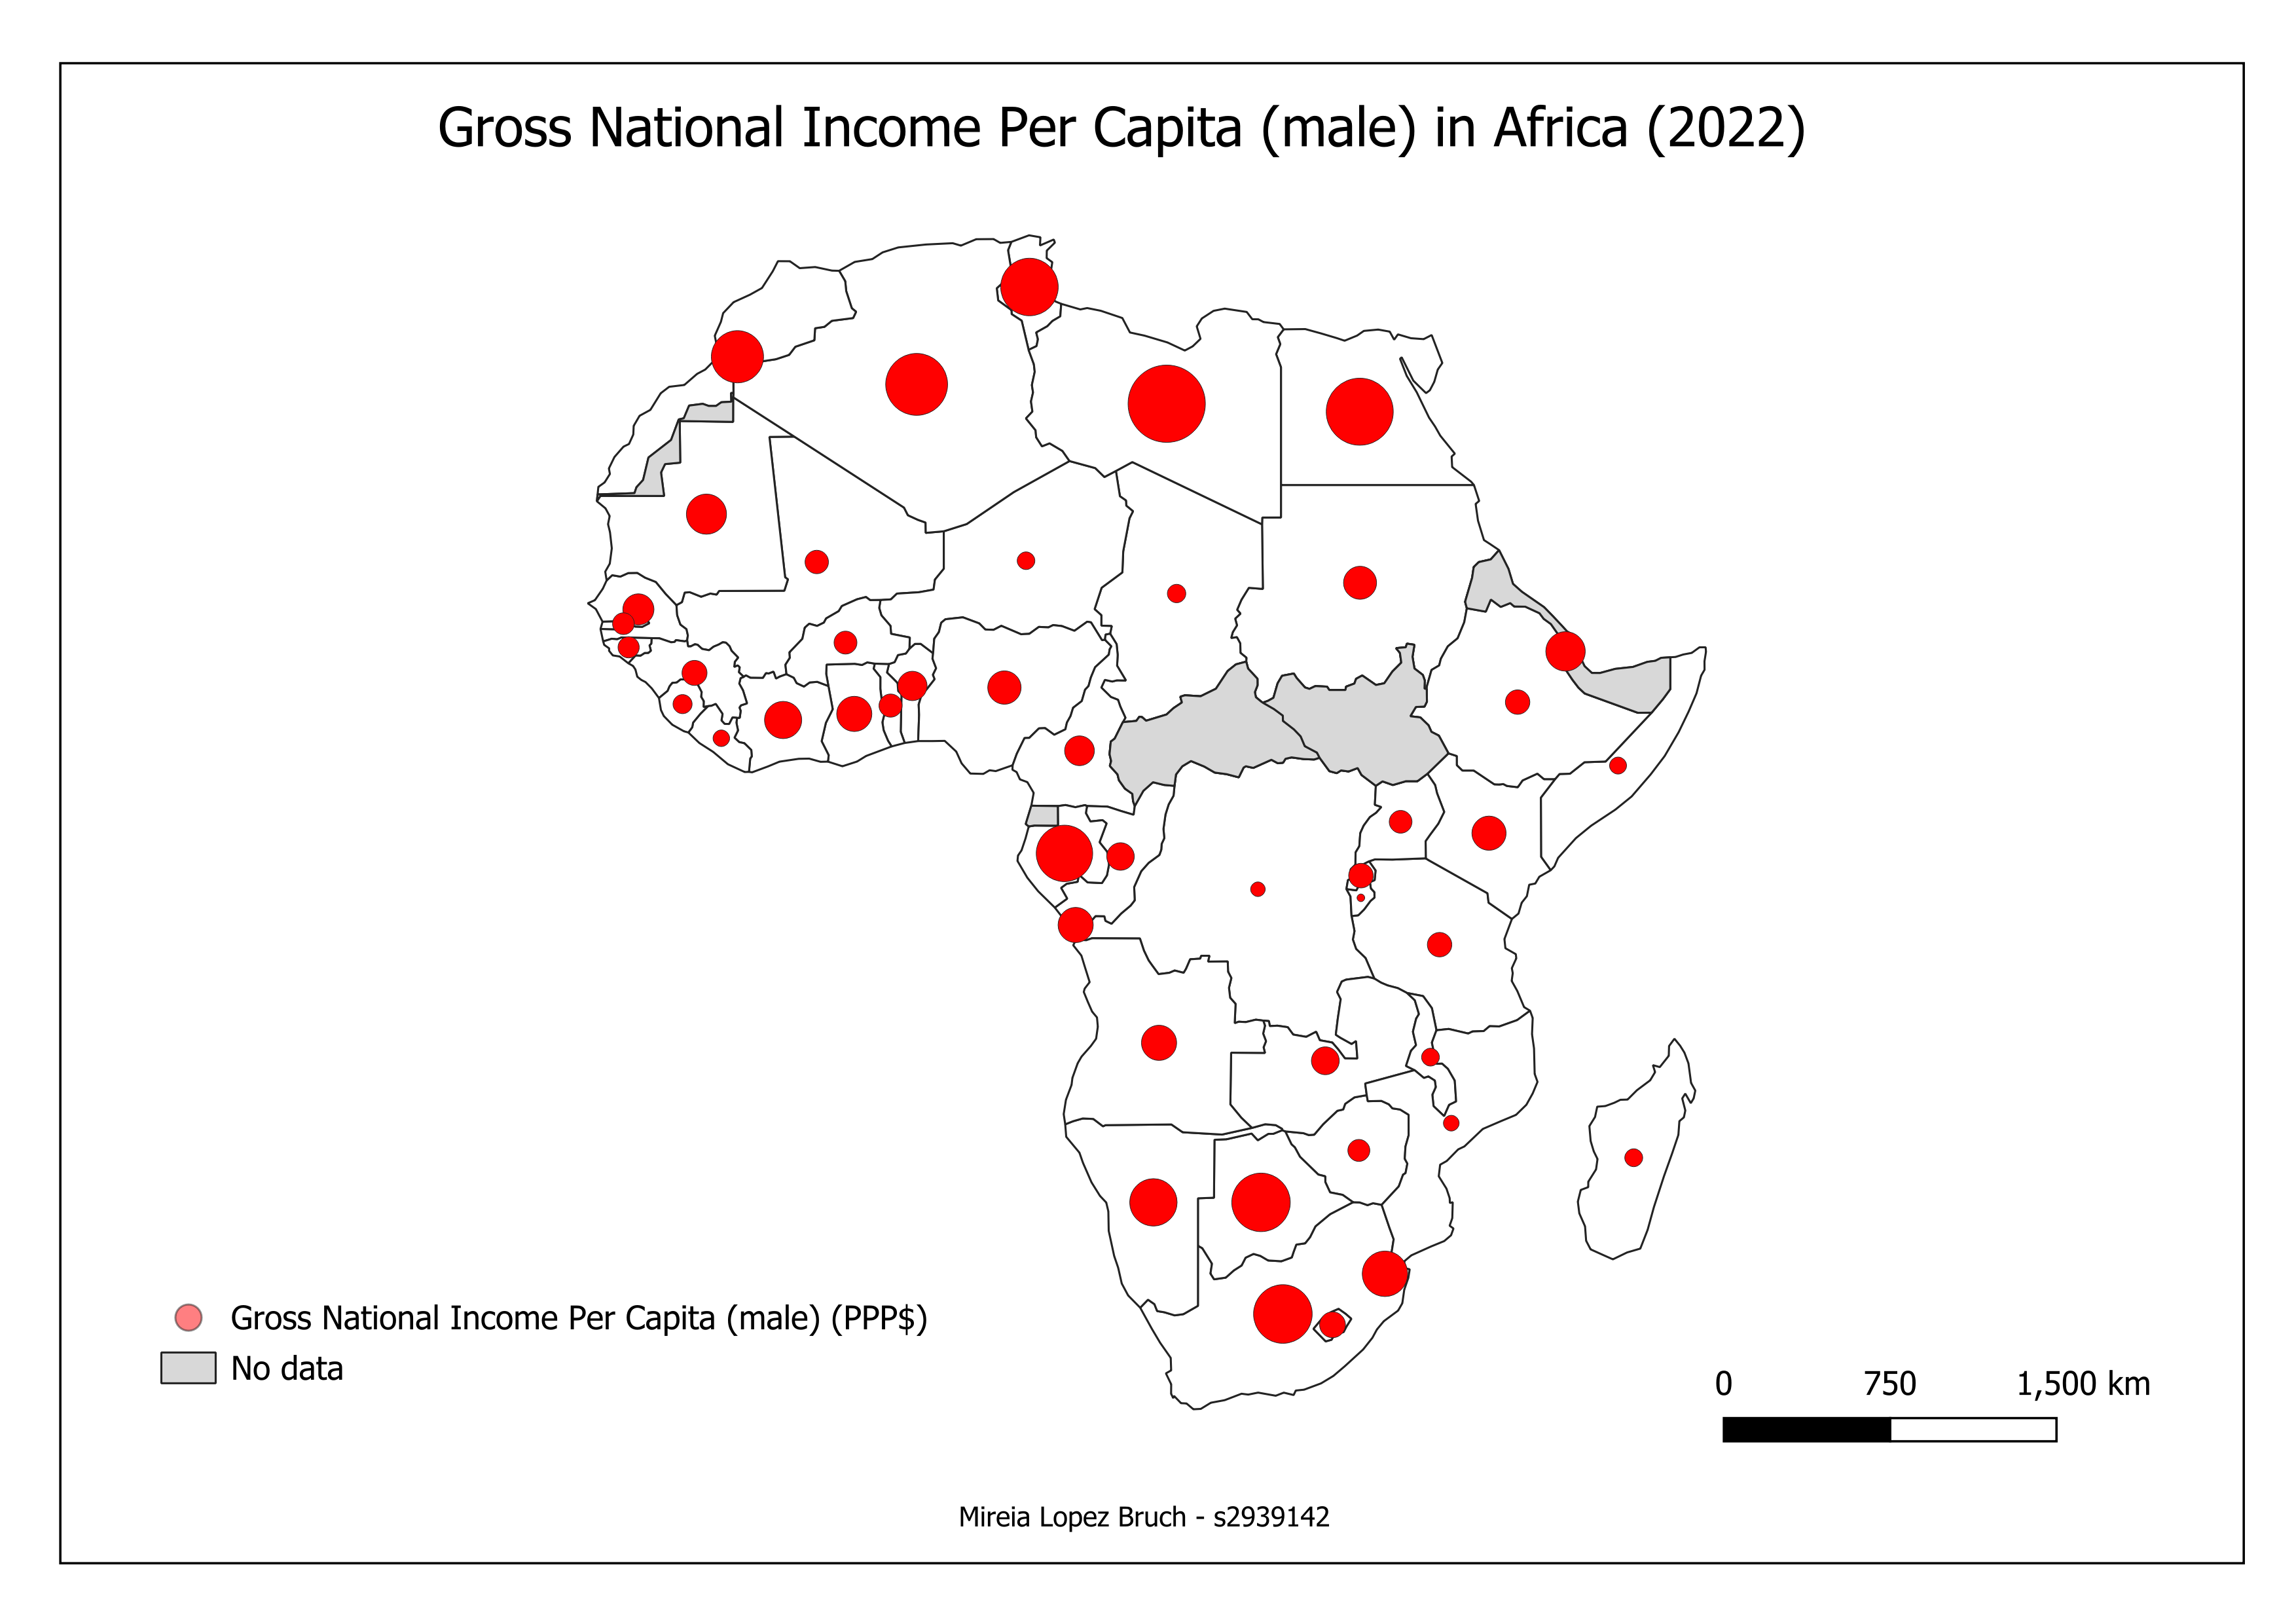 Gross National Income Per Capita (male) in Africa (2022)
Gross National Income Per Capita (male) (PPP$)
No data
0 750 1,500 km
Mireia Lopez Bruch - s2939142